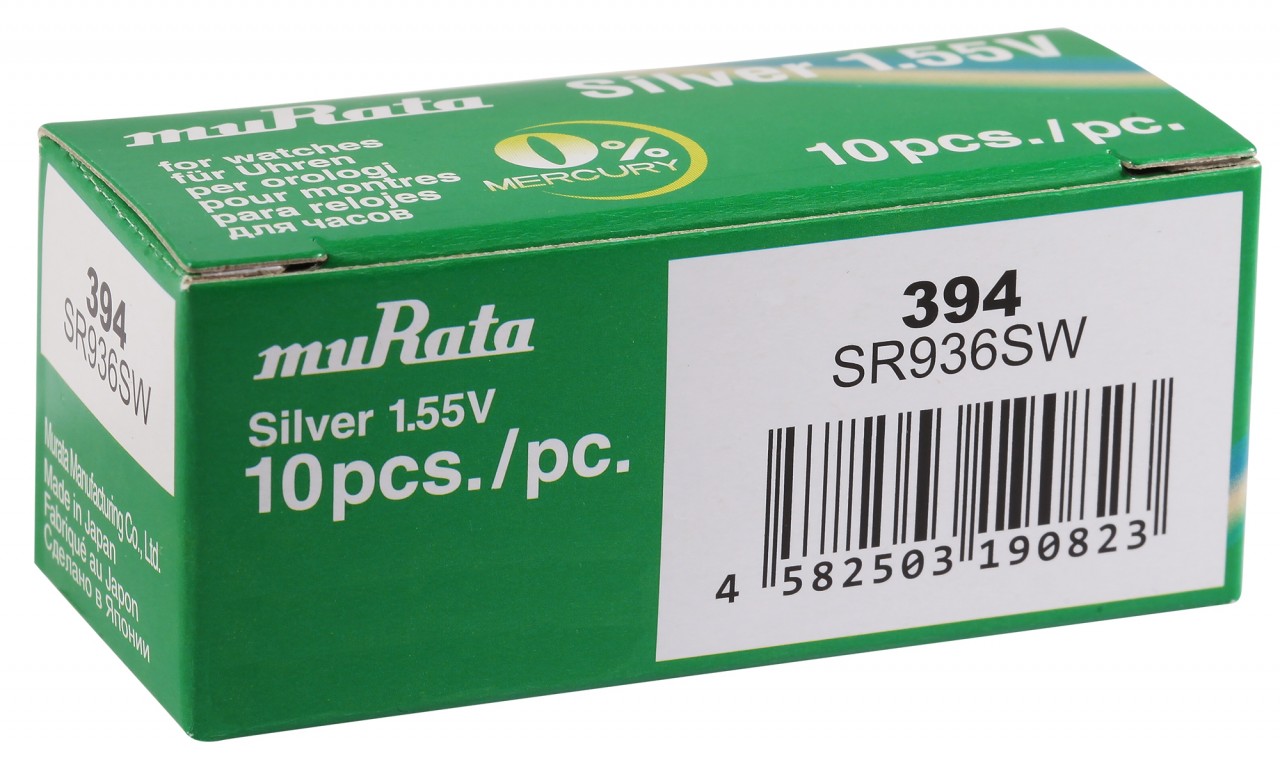 muRata
Silver 1.55V
for watches
für Uhren
per orologi
pour montres
para relojes
для часов
0%
MERCURY
10pcs./pc.
394
SR936SW
Murata Manufacturing Co., Ltd.
Made in Japan
Fabriqué au Japon
Сделано в Японии
muRata
Silver 1.55V
10pcs./pc.
394
SR936SW
4 582503 190823